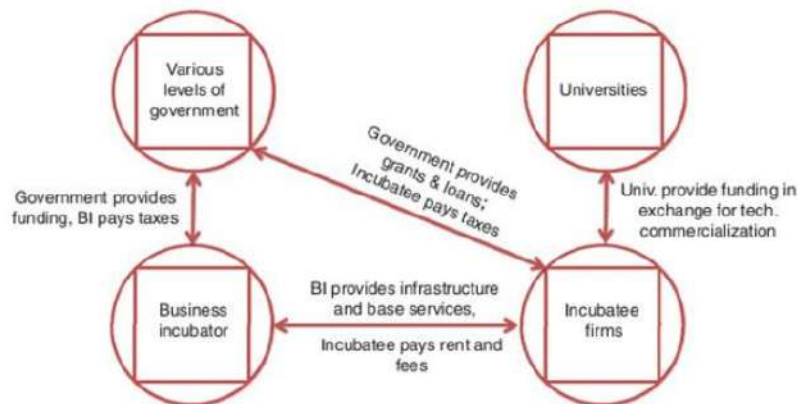 Various
levels of
government
Universities
Government provides
grants & loans;
Incubatee pays taxes
Government provides
funding, BI pays taxes
Univ. provide funding in
exchange for tech.
commercialization
Business
incubator
BI provides infrastructure
and base services,
Incubatee pays rent and
fees
Incubatee
firms